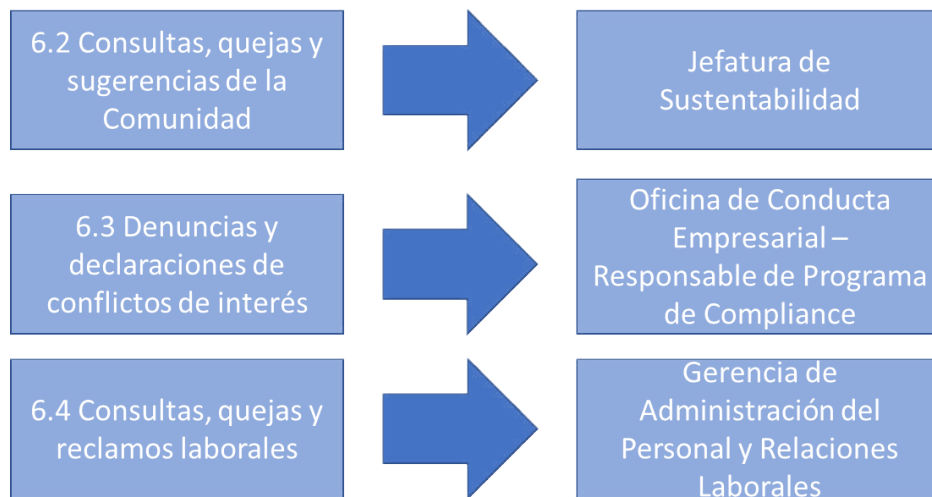 6.2 Consultas, quejas y
sugerencias de la
Comunidad
Jefatura de
Sustentabilidad
6.3 Denuncias y
declaraciones de
conflictos de interés
Oficina de Conducta
Empresarial –
Responsable de Programa
de Compliance
6.4 Consultas, quejas y
reclamos laborales
Gerencia de
Administración del
Personal y Relaciones
Laborales